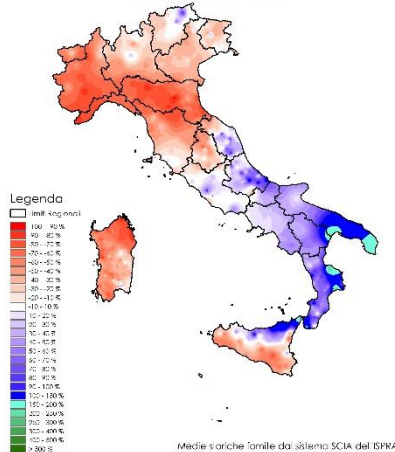 Legenda
Limiti Regionali
-100 - -90 %
-90 - -80 %
-80 - -70 %
-70 - -60 %
-60 - -50 %
-50 - -40 %
-40 - -30 %
-30 - -20 %
-20 - -10 %
-10 - 10 %
10 - 20 %
20 - 30 %
30 - 40 %
40 - 50 %
50 - 60 %
60 - 70 %
70 - 80 %
80 - 90 %
90 - 100 %
100 - 150 %
150 - 200 %
200 - 250 %
250 - 300 %
300 - 400 %
400 - 500 %
> 500 %
Medie storiche fornite dal sistema SCIA dell'ISPRA